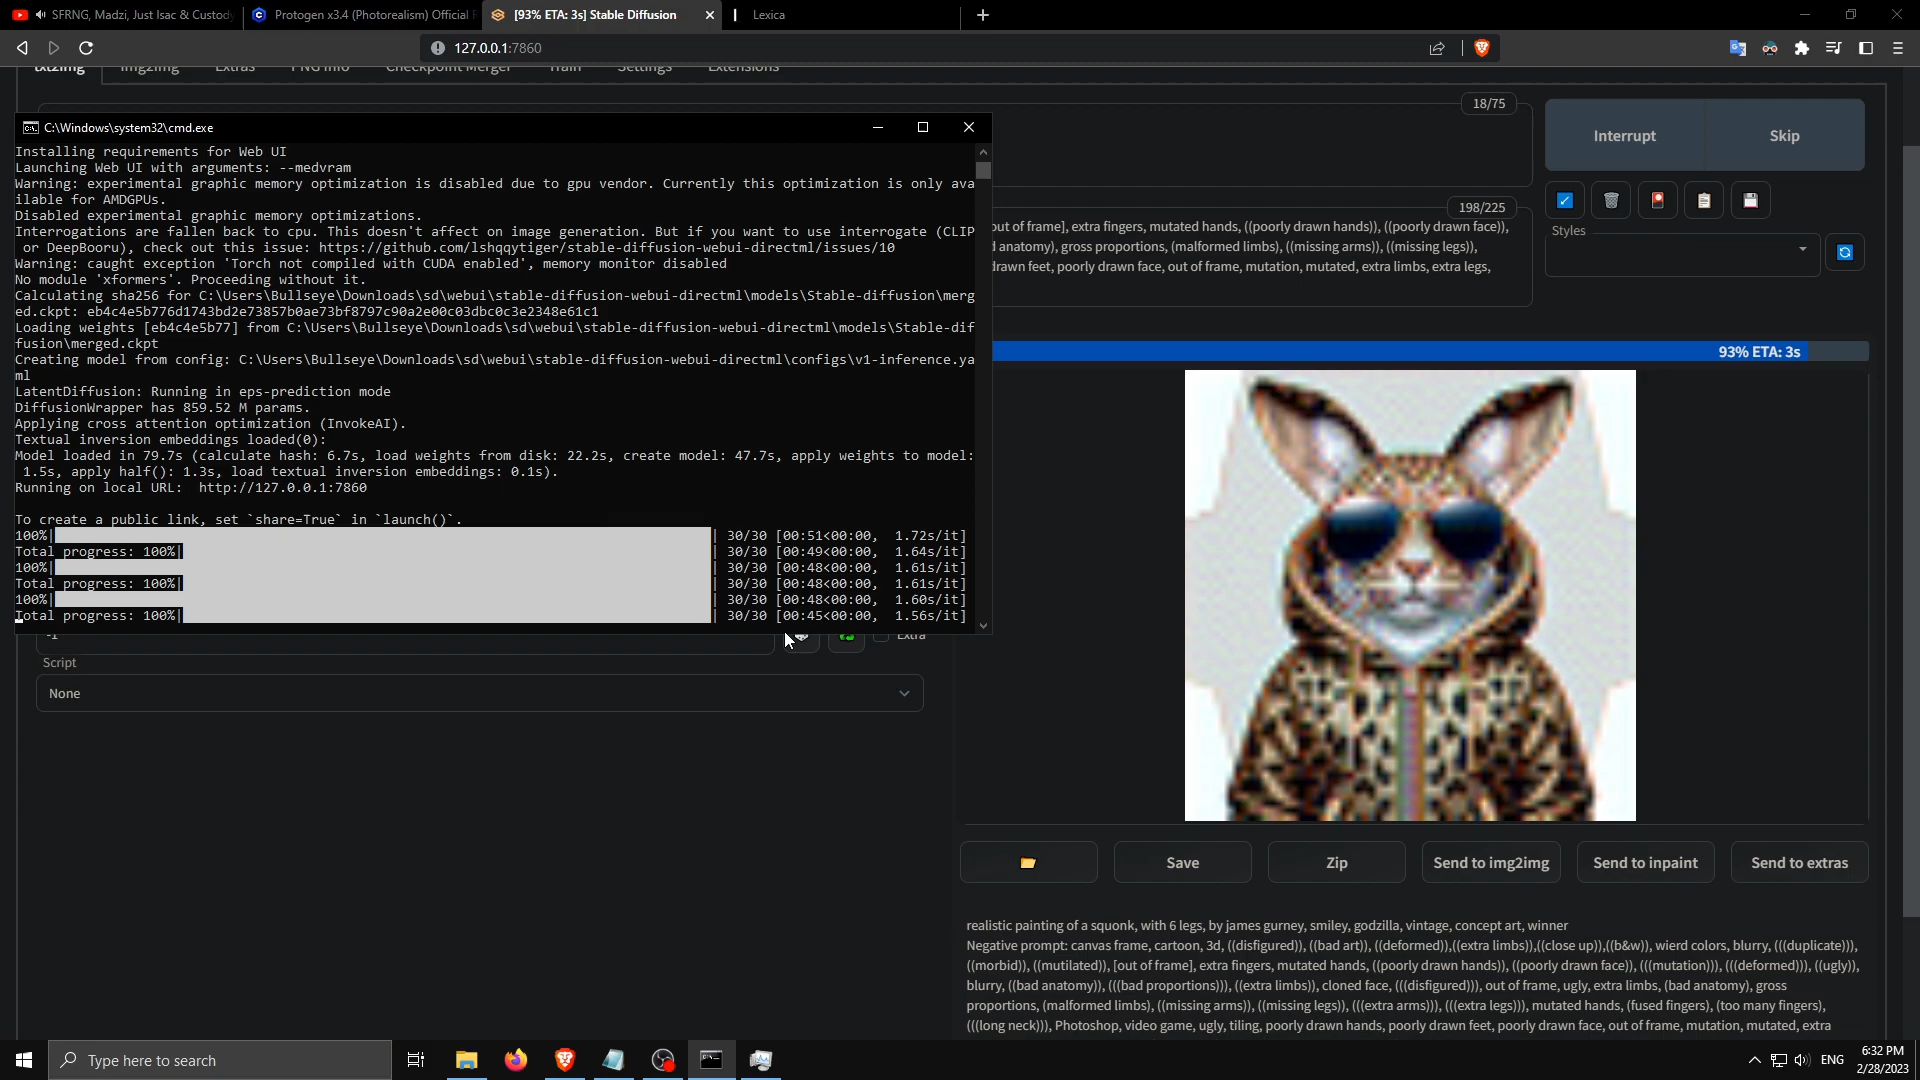 SFRNG, Madzi, Just Isac & Custody
Protogen x3.4 (Photorealism) Official
[93% ETA: 3s] Stable Diffusion
Lexica
127.0.0.1:7860
txt2img img2img Extras PNG Info Checkpoint Merger Train Settings Extensions
18/75
Interrupt
Skip
C:\Windows\system32\cmd.exe
Installing requirements for Web UI
Launching Web UI with arguments: --medvram
Warning: experimental graphic memory optimization is disabled due to gpu vendor. Currently this optimization is only ava
ilable for AMDGPUs.
Disabled experimental graphic memory optimizations.
Interrogations are fallen back to cpu. This doesn't affect on image generation. But if you want to use interrogate (CLIP
or DeepBooru), check out this issue: https://github.com/lshqqytiger/stable-diffusion-webui-directml/issues/10
Warning: caught exception 'Torch not compiled with CUDA enabled', memory monitor disabled
No module 'xformers'. Proceeding without it.
Calculating sha256 for C:\Users\Bullseye\Downloads\sd\webui\stable-diffusion-webui-directml\models\Stable-diffusion\merg
ed.ckpt: eb4c4e5b776d1743bd2e73857b0ae73bf8797c90a2e00c03dbc0c3e2348e61c1
Loading weights [eb4c4e5b77] from C:\Users\Bullseye\Downloads\sd\webui\stable-diffusion-webui-directml\models\Stable-dif
fusion\merged.ckpt
Creating model from config: C:\Users\Bullseye\Downloads\sd\webui\stable-diffusion-webui-directml\configs\v1-inference.ya
ml
LatentDiffusion: Running in eps-prediction mode
DiffusionWrapper has 859.52 M params.
Applying cross attention optimization (InvokeAI).
Textual inversion embeddings loaded(0):
Model loaded in 79.7s (calculate hash: 6.7s, load weights from disk: 22.2s, create model: 47.7s, apply weights to model:
1.5s, apply half(): 1.3s, load textual inversion embeddings: 0.1s).
Running on local URL: http://127.0.0.1:7860
To create a public link, set `share=True` in `launch()`.
100%| | 30/30 [00:51<00:00, 1.72s/it]
Total progress: 100%| | 30/30 [00:49<00:00, 1.64s/it]
100%| | 30/30 [00:48<00:00, 1.61s/it]
Total progress: 100%| | 30/30 [00:48<00:00, 1.61s/it]
100%| | 30/30 [00:48<00:00, 1.60s/it]
Total progress: 100%| | 30/30 [00:45<00:00, 1.56s/it]
198/225
out of frame], extra fingers, mutated hands, ((poorly drawn hands)), ((poorly drawn face)),
d anatomy), gross proportions, (malformed limbs), ((missing arms)), ((missing legs)),
drawn feet, poorly drawn face, out of frame, mutation, mutated, extra limbs, extra legs,
Styles
93% ETA: 3s
-1
Extra
Script
None
Save
Zip
Send to img2img
Send to inpaint
Send to extras
realistic painting of a squonk, with 6 legs, by james gurney, smiley, godzilla, vintage, concept art, winner
Negative prompt: canvas frame, cartoon, 3d, ((disfigured)), ((bad art)), ((deformed)),((extra limbs)),((close up)),((b&w)), wierd colors, blurry, (((duplicate))),
((morbid)), ((mutilated)), [out of frame], extra fingers, mutated hands, ((poorly drawn hands)), ((poorly drawn face)), (((mutation))), (((deformed))), ((ugly)),
blurry, ((bad anatomy)), (((bad proportions))), ((extra limbs)), cloned face, (((disfigured))), out of frame, ugly, extra limbs, (bad anatomy), gross
proportions, (malformed limbs), ((missing arms)), ((missing legs)), (((extra arms))), (((extra legs))), mutated hands, (fused fingers), (too many fingers),
(((long neck))), Photoshop, video game, ugly, tiling, poorly drawn hands, poorly drawn feet, poorly drawn face, out of frame, mutation, mutated, extra
Type here to search
ENG
6:32 PM
2/28/2023